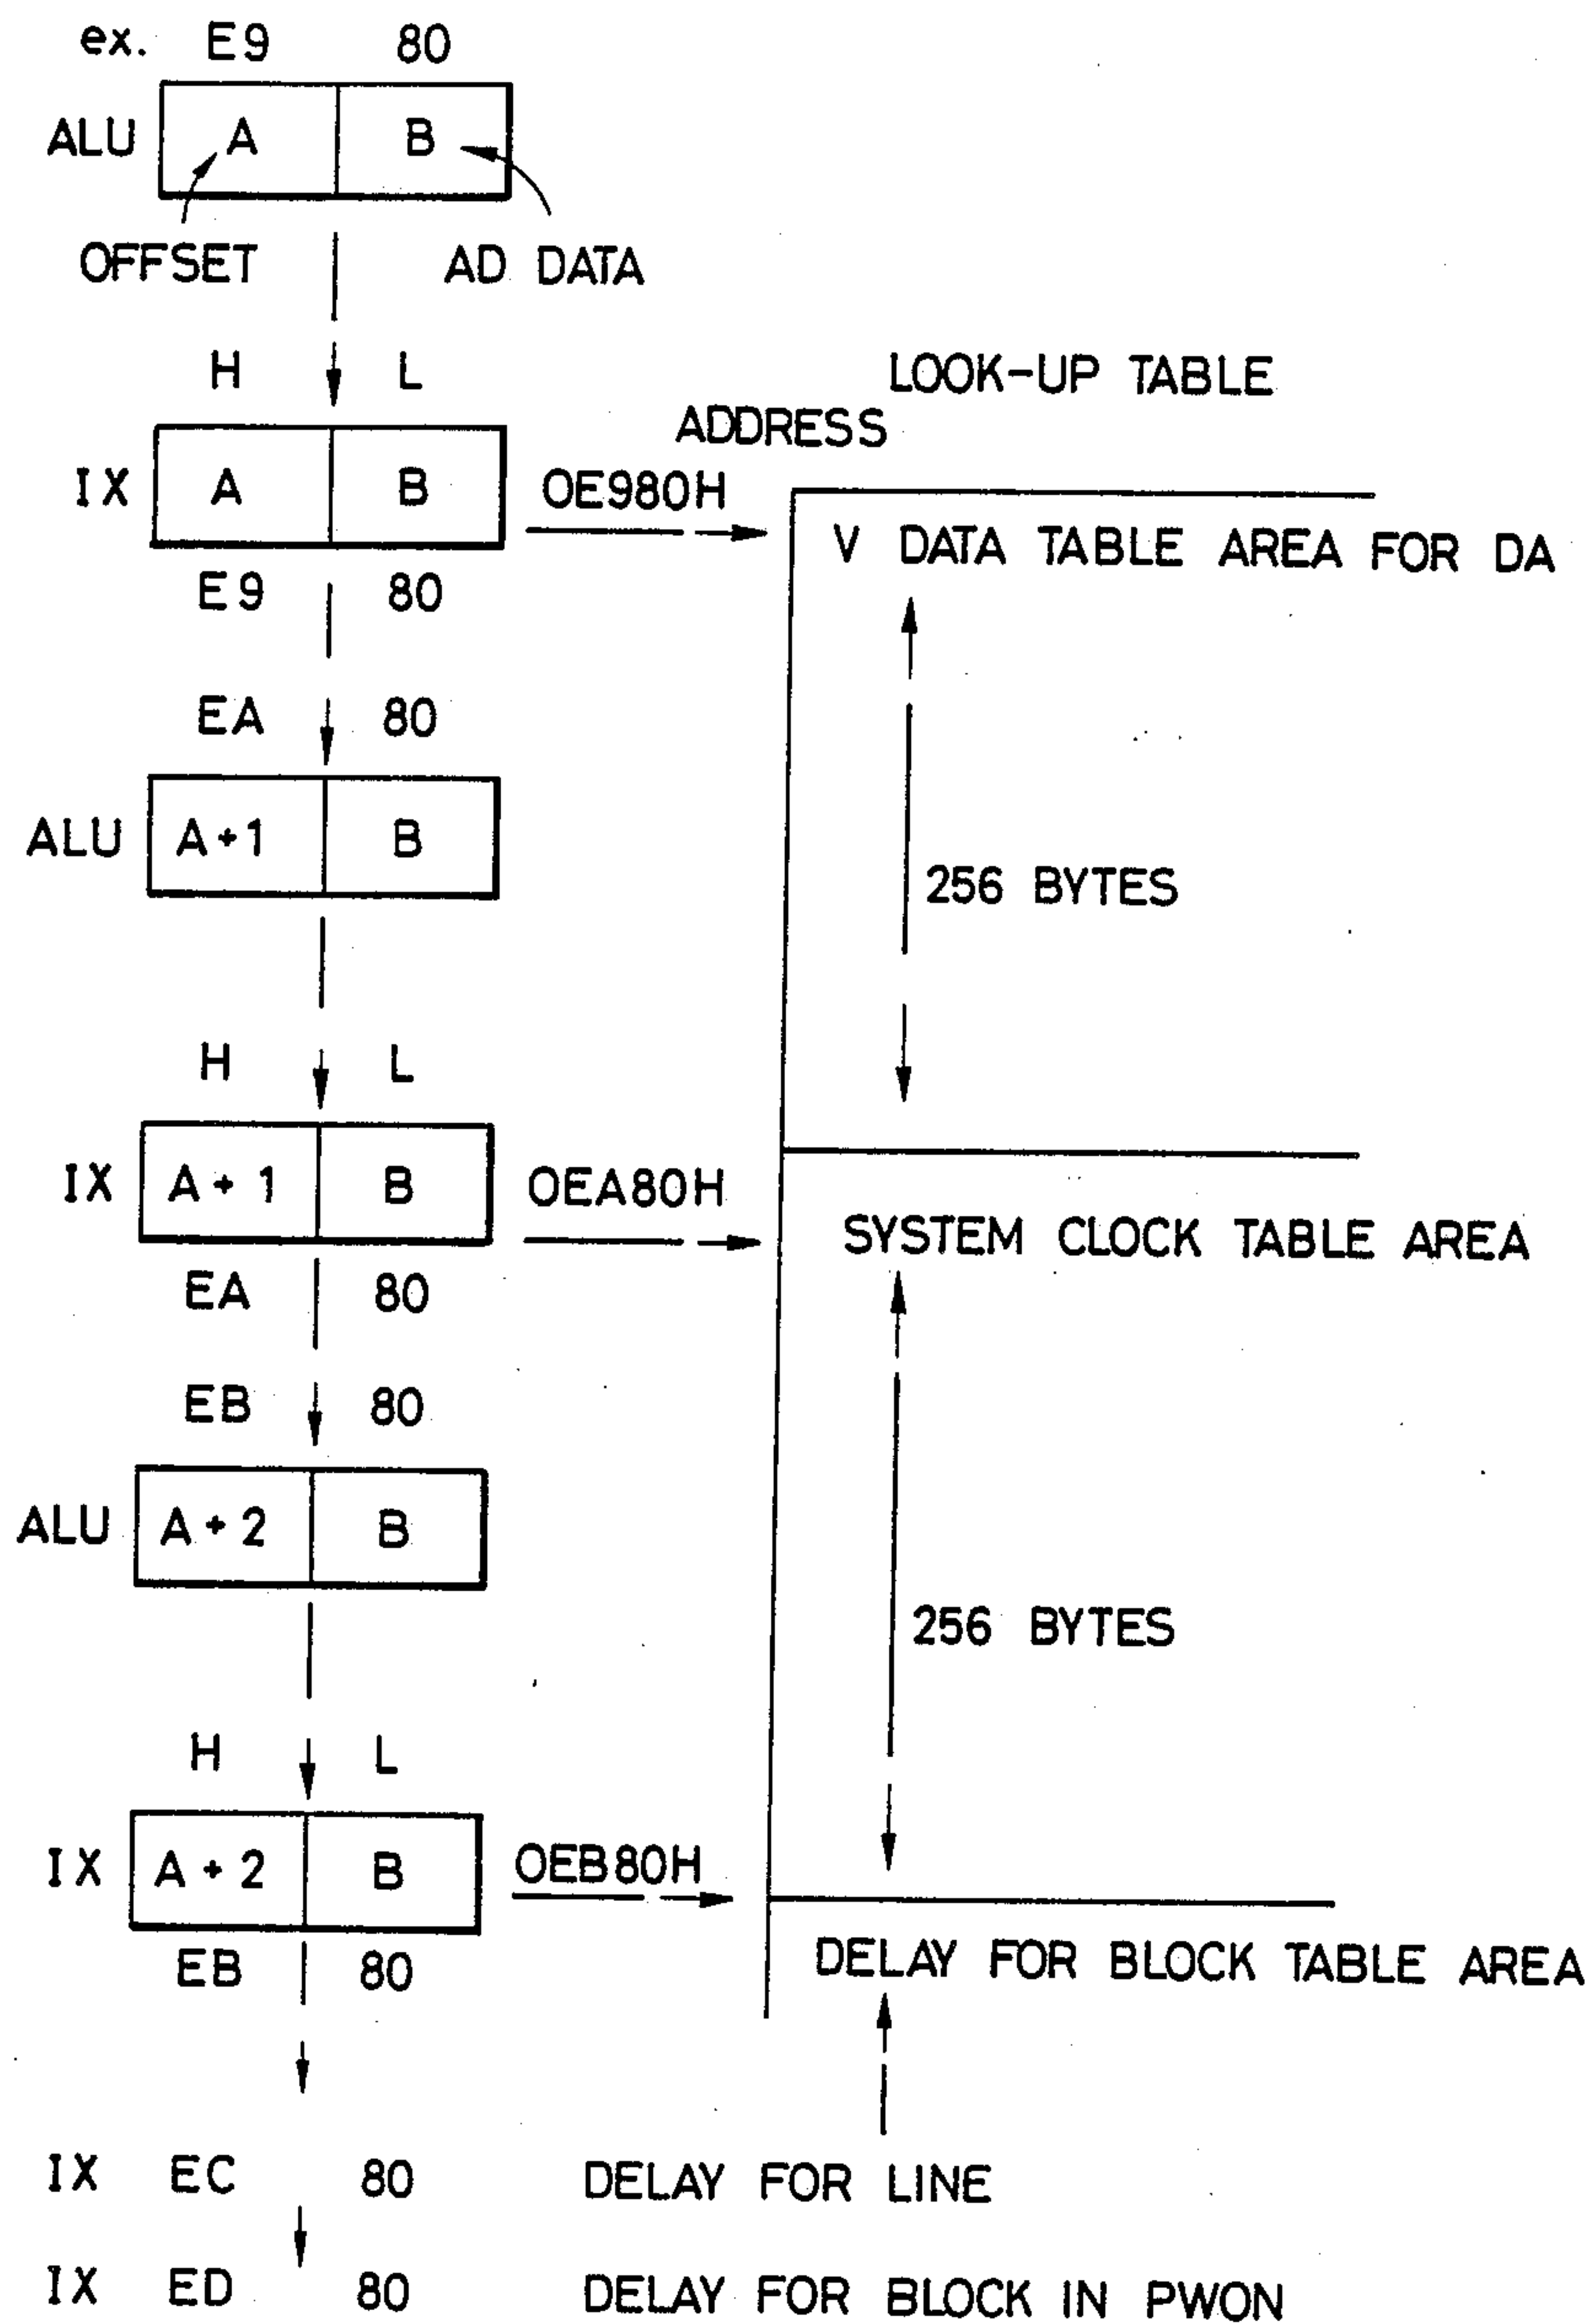 ex. E9 80
ALU A B
OFFSET AD DATA
H L
LOOK-UP TABLE
ADDRESS
IX A B OE980H
V DATA TABLE AREA FOR DA
E9 80
EA 80
ALU A+1 B
256 BYTES
H L
IX A+1 B OEA80H
SYSTEM CLOCK TABLE AREA
EA 80
EB 80
ALU A+2 B
256 BYTES
H L
IX A+2 B OEB80H
DELAY FOR BLOCK TABLE AREA
EB 80
IX EC 80 DELAY FOR LINE
IX ED 80 DELAY FOR BLOCK IN PWON